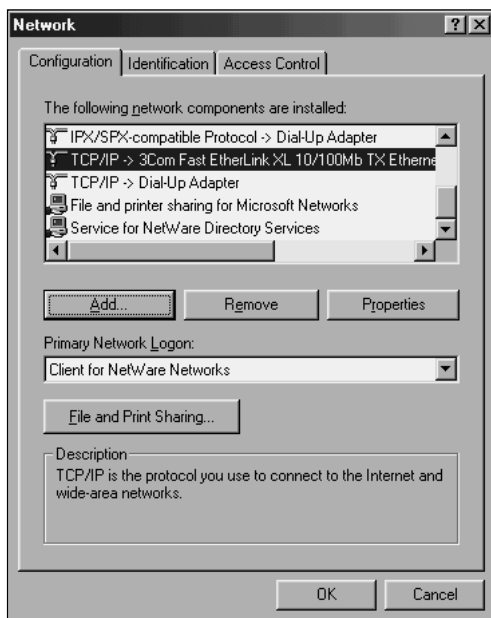 Network
Configuration Identification Access Control
The following network components are installed:
IPX/SPX-compatible Protocol -> Dial-Up Adapter
TCP/IP -> 3Com Fast EtherLink XL 10/100Mb TX Etherne
TCP/IP -> Dial-Up Adapter
File and printer sharing for Microsoft Networks
Service for NetWare Directory Services
Add... Remove Properties
Primary Network Logon:
Client for NetWare Networks
File and Print Sharing...
Description
TCP/IP is the protocol you use to connect to the Internet and
wide-area networks.
OK Cancel